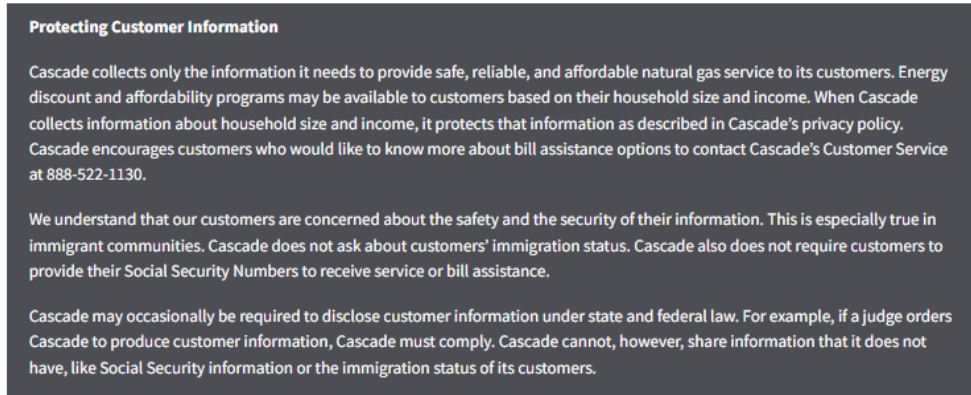 Protecting Customer Information
Cascade collects only the information it needs to provide safe, reliable, and affordable natural gas service to its customers. Energy
discount and affordability programs may be available to customers based on their household size and income. When Cascade
collects information about household size and income, it protects that information as described in Cascade's privacy policy.
Cascade encourages customers who would like to know more about bill assistance options to contact Cascade's Customer Service
at 888-522-1130.
We understand that our customers are concerned about the safety and the security of their information. This is especially true in
immigrant communities. Cascade does not ask about customers' immigration status. Cascade also does not require customers to
provide their Social Security Numbers to receive service or bill assistance.
Cascade may occasionally be required to disclose customer information under state and federal law. For example, if a judge orders
Cascade to produce customer information, Cascade must comply. Cascade cannot, however, share information that it does not
have, like Social Security information or the immigration status of its customers.